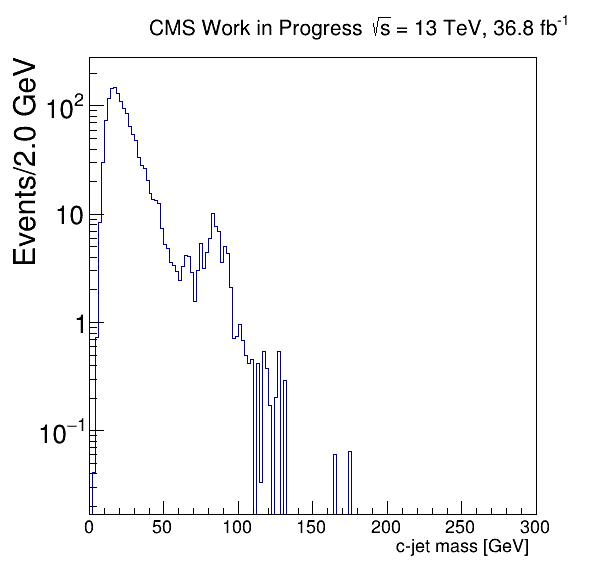 CMS Work in Progress √s = 13 TeV, 36.8 fb⁻¹
Events/2.0 GeV
10²
10
1
10⁻¹
0 50 100 150 200 250 300
c-jet mass [GeV]